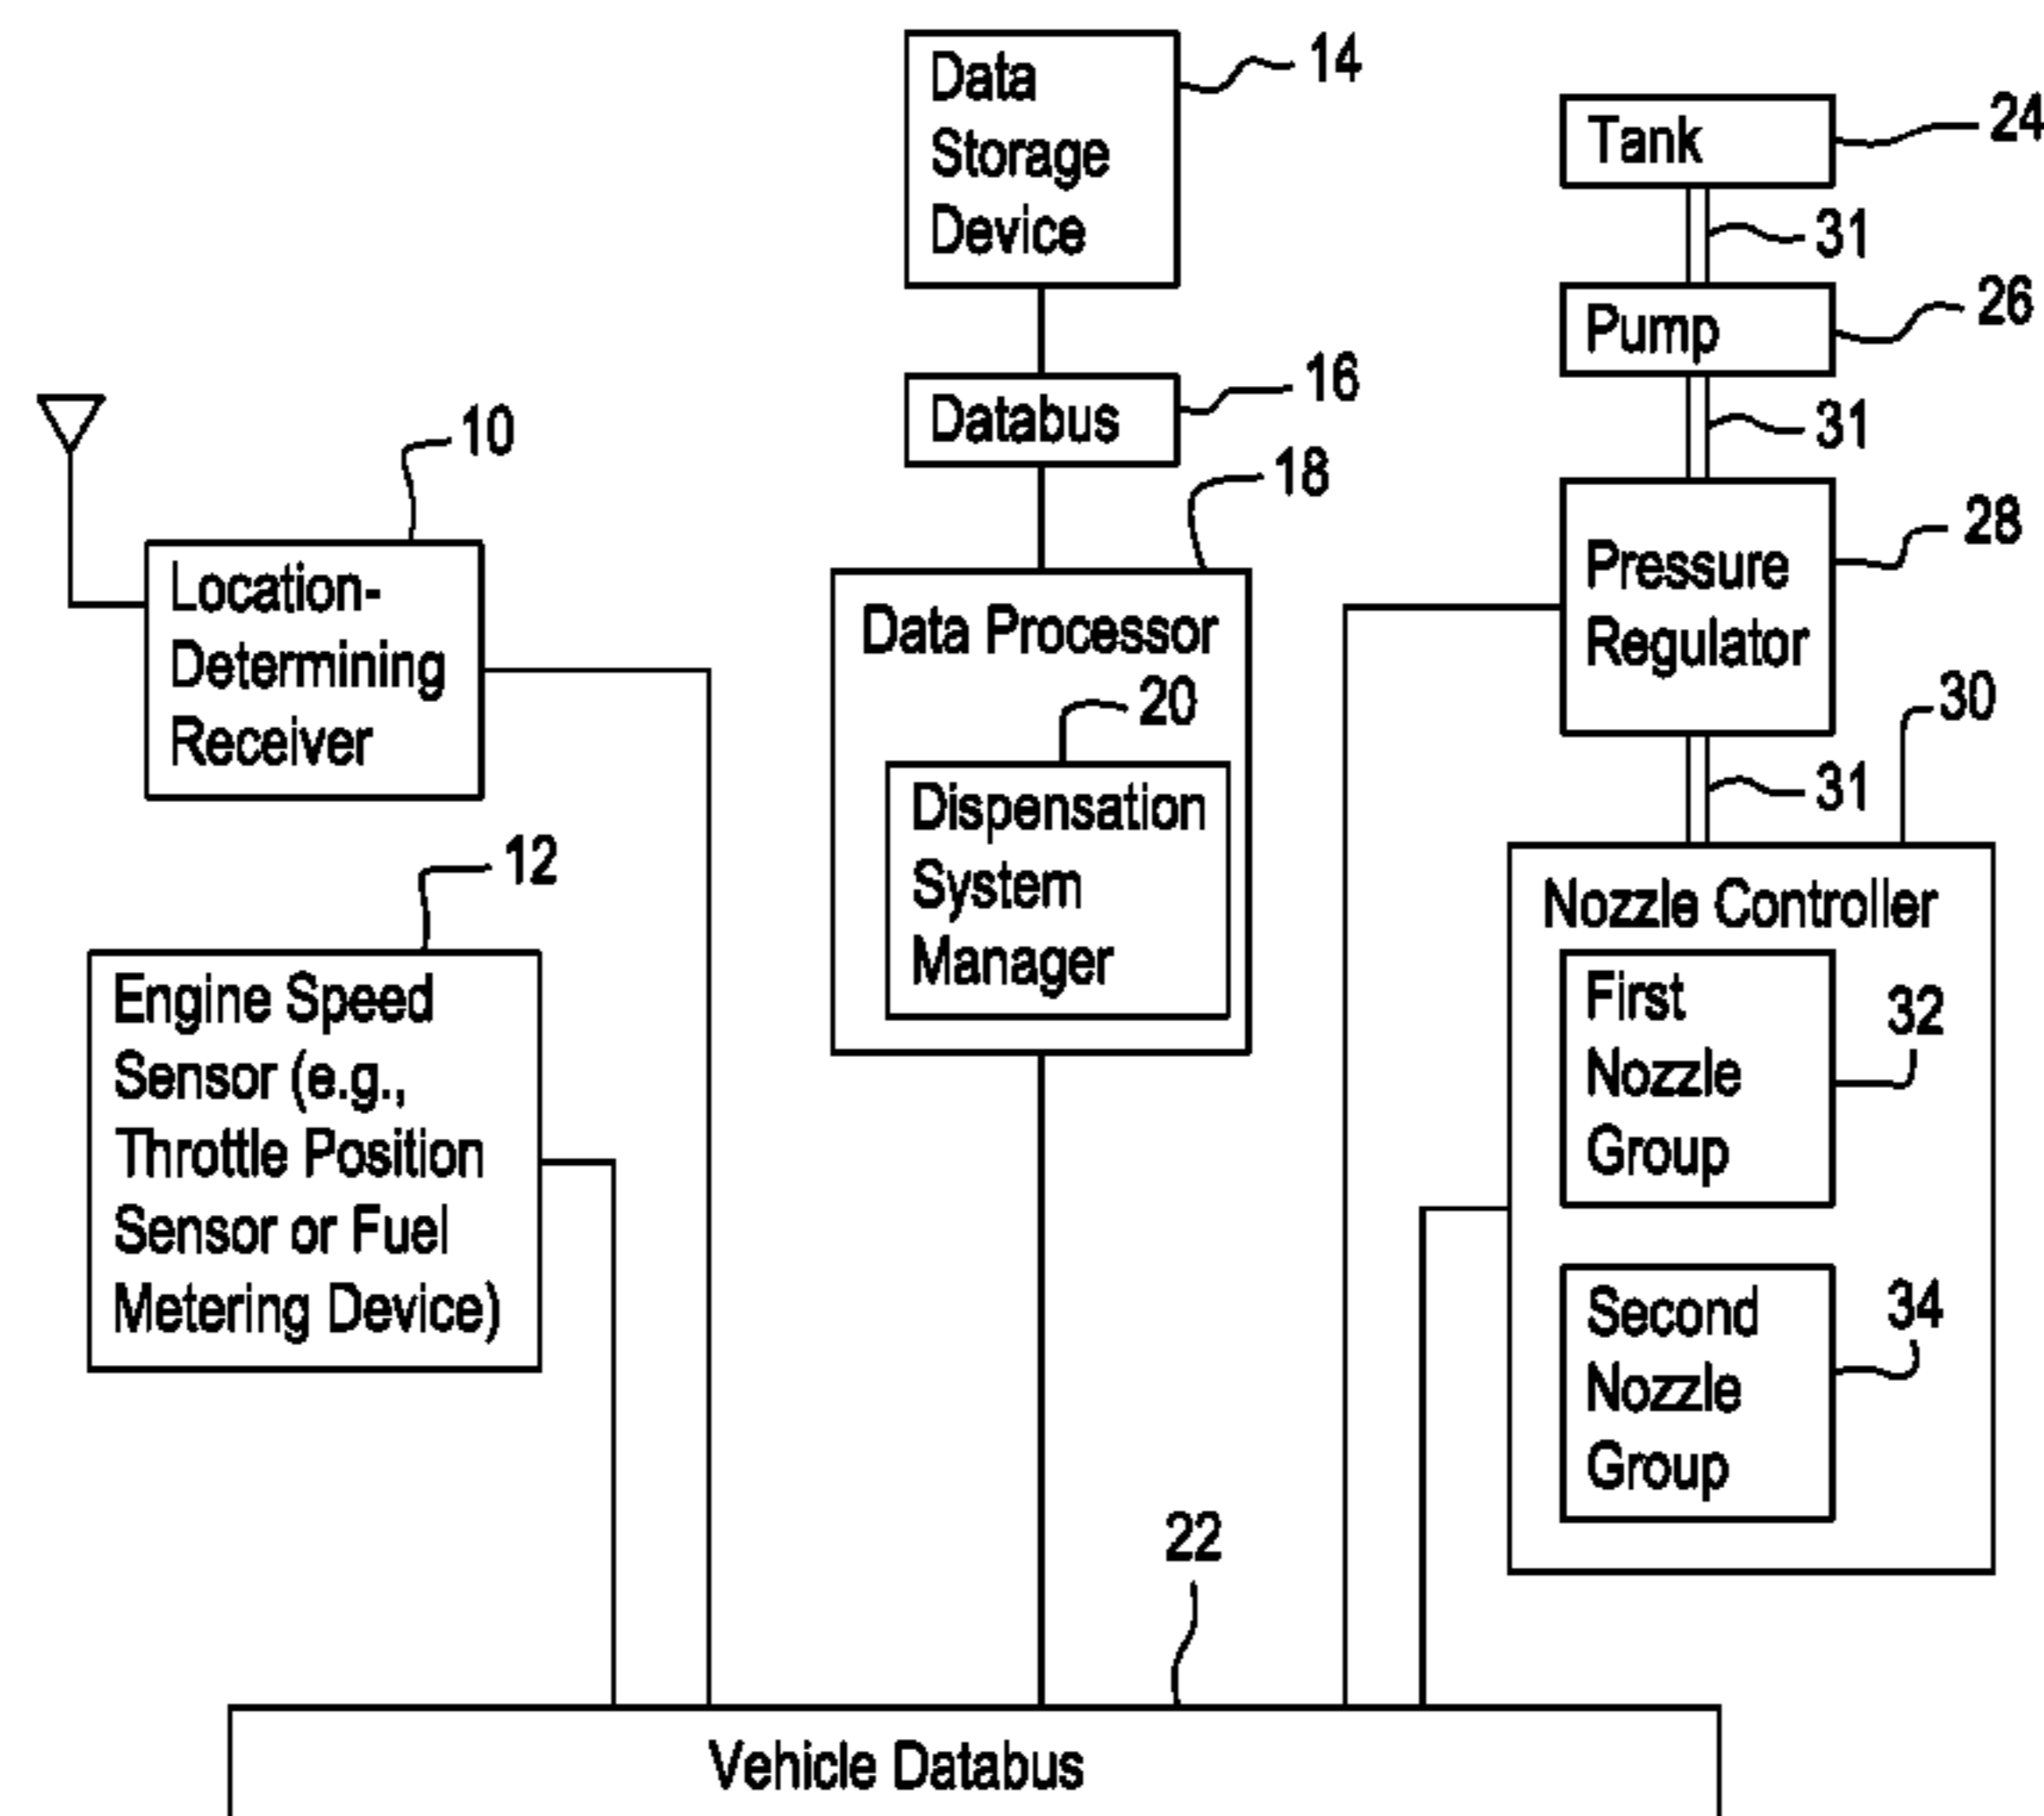 14
Data
Storage
Device
24
Tank
31
26
Pump
16
Databus
31
10
18
28
Location-
Determining
Receiver
Data Processor
Pressure
Regulator
20
30
31
Dispensation
System
Manager
12
Nozzle Controller
Engine Speed
Sensor (e.g.,
Throttle Position
Sensor or Fuel
Metering Device)
First
Nozzle
Group
32
Second
Nozzle
Group
34
22
Vehicle Databus